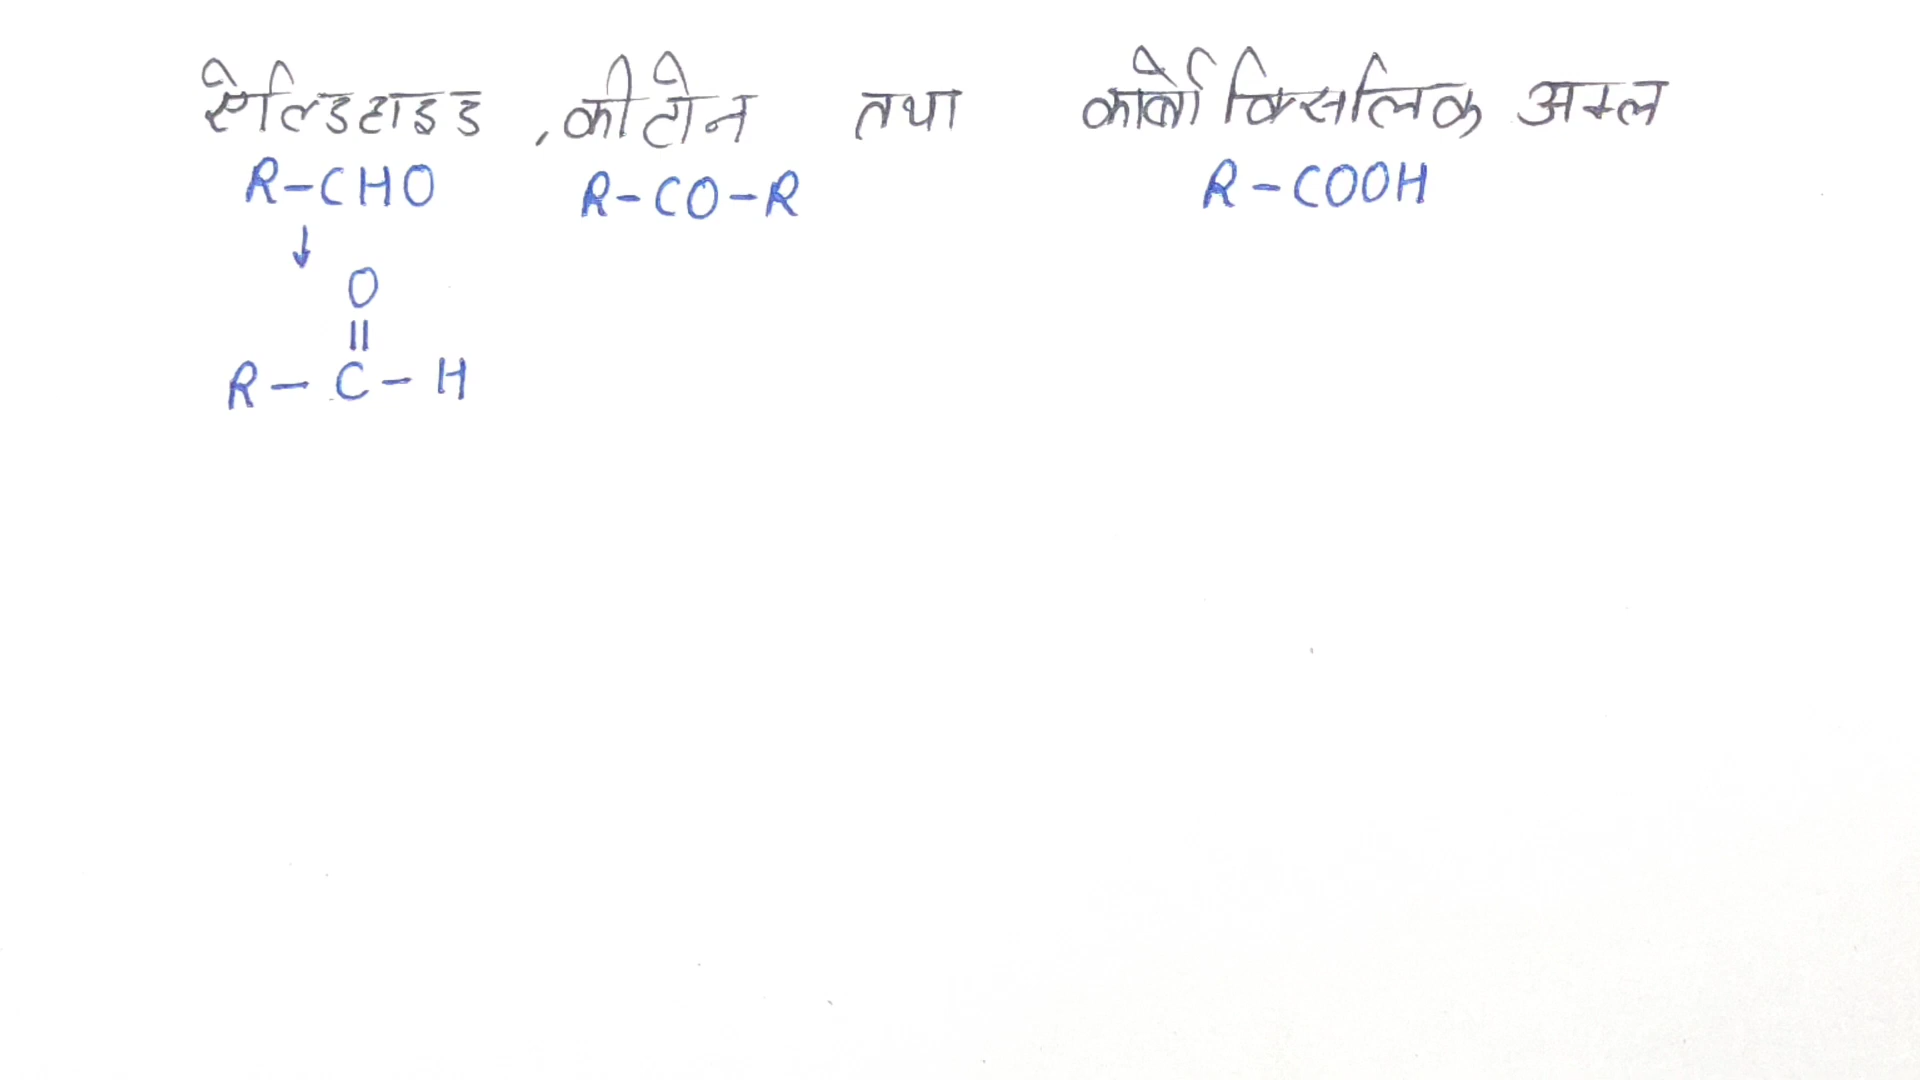 ऐल्डिहाइड, कीटोन तथा कार्बोक्सिलिक अम्ल
R-CHO R-CO-R R-COOH
↓
O
||
R-C-H